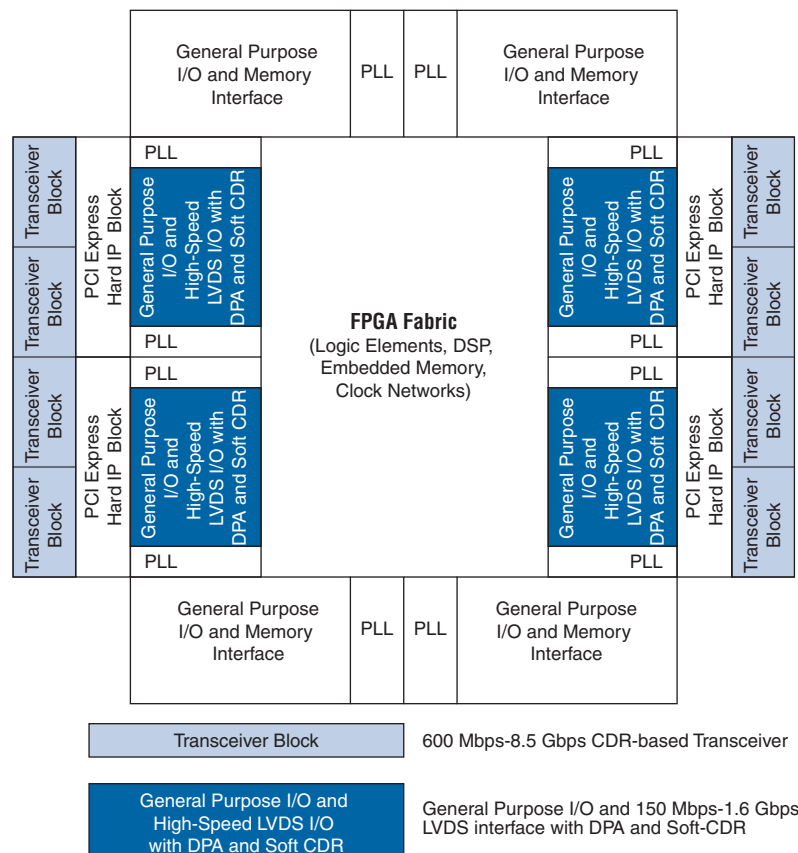 General Purpose
I/O and Memory
Interface
PLL
PLL
General Purpose
I/O and Memory
Interface
Transceiver
Block
Transceiver
Block
PCI Express
Hard IP Block
PLL
General Purpose
I/O and
High-Speed
LVDS I/O with
DPA and Soft CDR
PLL
Transceiver
Block
Transceiver
Block
PCI Express
Hard IP Block
PLL
General Purpose
I/O and
High-Speed
LVDS I/O with
DPA and Soft CDR
PLL
FPGA Fabric
(Logic Elements, DSP,
Embedded Memory,
Clock Networks)
PLL
General Purpose
I/O and
High-Speed
LVDS I/O with
DPA and Soft CDR
PLL
PCI Express
Hard IP Block
Transceiver
Block
Transceiver
Block
PLL
General Purpose
I/O and
High-Speed
LVDS I/O with
DPA and Soft CDR
PLL
PCI Express
Hard IP Block
Transceiver
Block
Transceiver
Block
General Purpose
I/O and Memory
Interface
PLL
PLL
General Purpose
I/O and Memory
Interface
Transceiver Block
600 Mbps-8.5 Gbps CDR-based Transceiver
General Purpose I/O and
High-Speed LVDS I/O
with DPA and Soft CDR
General Purpose I/O and 150 Mbps-1.6 Gbps
LVDS interface with DPA and Soft-CDR